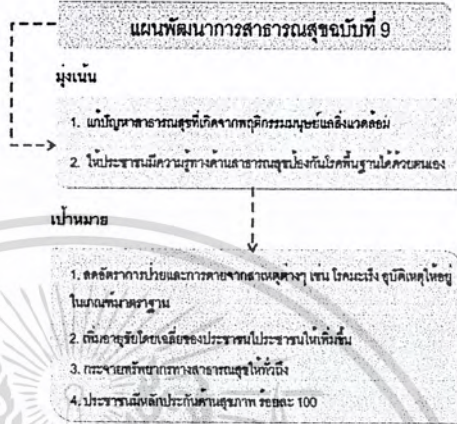 แผนพัฒนาการสาธารณสุขฉบับที่ 9
มุ่งเน้น
1. แก้ปัญหาสาธารณสุขที่เกิดจากพฤติกรรมมนุษย์และสิ่งแวดล้อม
2. ให้ประชาชนมีความรู้ทางด้านสาธารณสุขป้องกันโรคพื้นฐานได้ด้วยตนเอง
เป้าหมาย
1. ลดอัตราการป่วยและการตายจากสาเหตุต่างๆ เช่น โรคมะเร็ง อุบัติเหตุให้อยู่
ในเกณฑ์มาตราฐาน
2. เพิ่มอายุขัยโดยเฉลี่ยของประชาชนประชาชนให้เพิ่มขึ้น
3. กระจายทรัพยากรทางสาธารณสุขให้ทั่วถึง
4. ประชาชนมีหลักประกันด้านสุขภาพ ร้อยละ 100